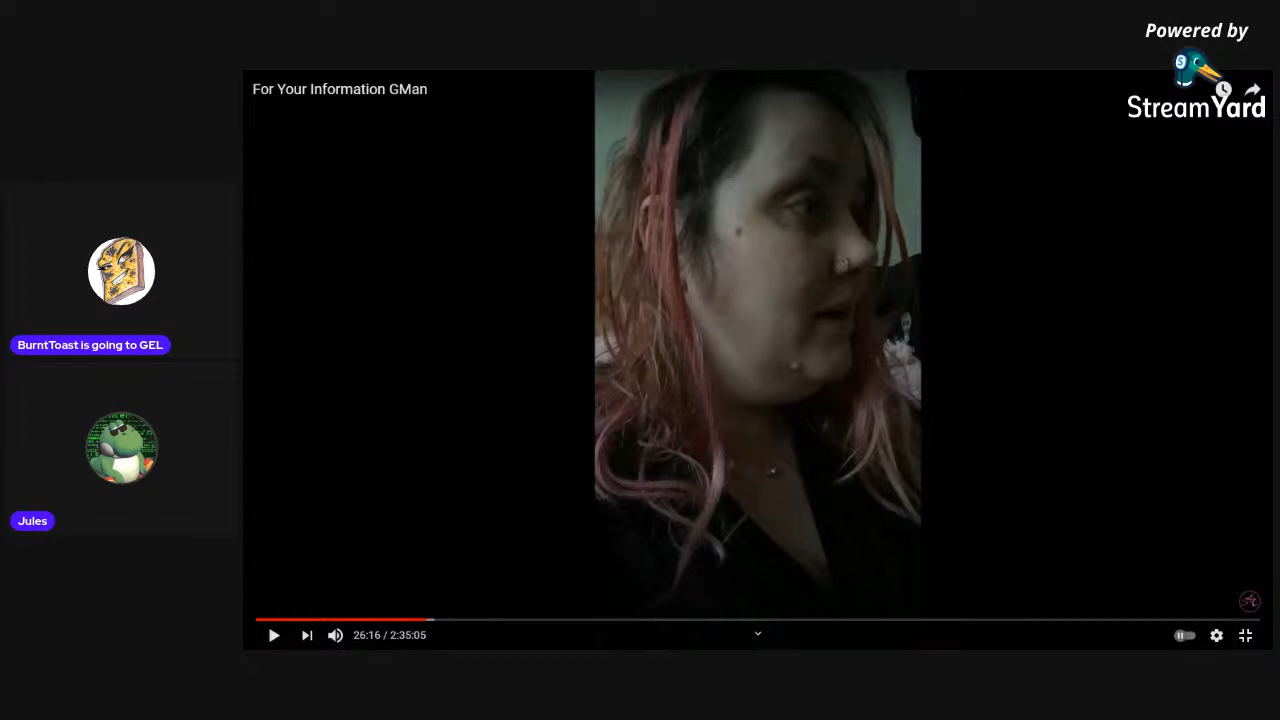 Powered by
StreamYard
For Your Information GMan
BurntToast is going to GEL
Jules
26:16 / 2:35:05